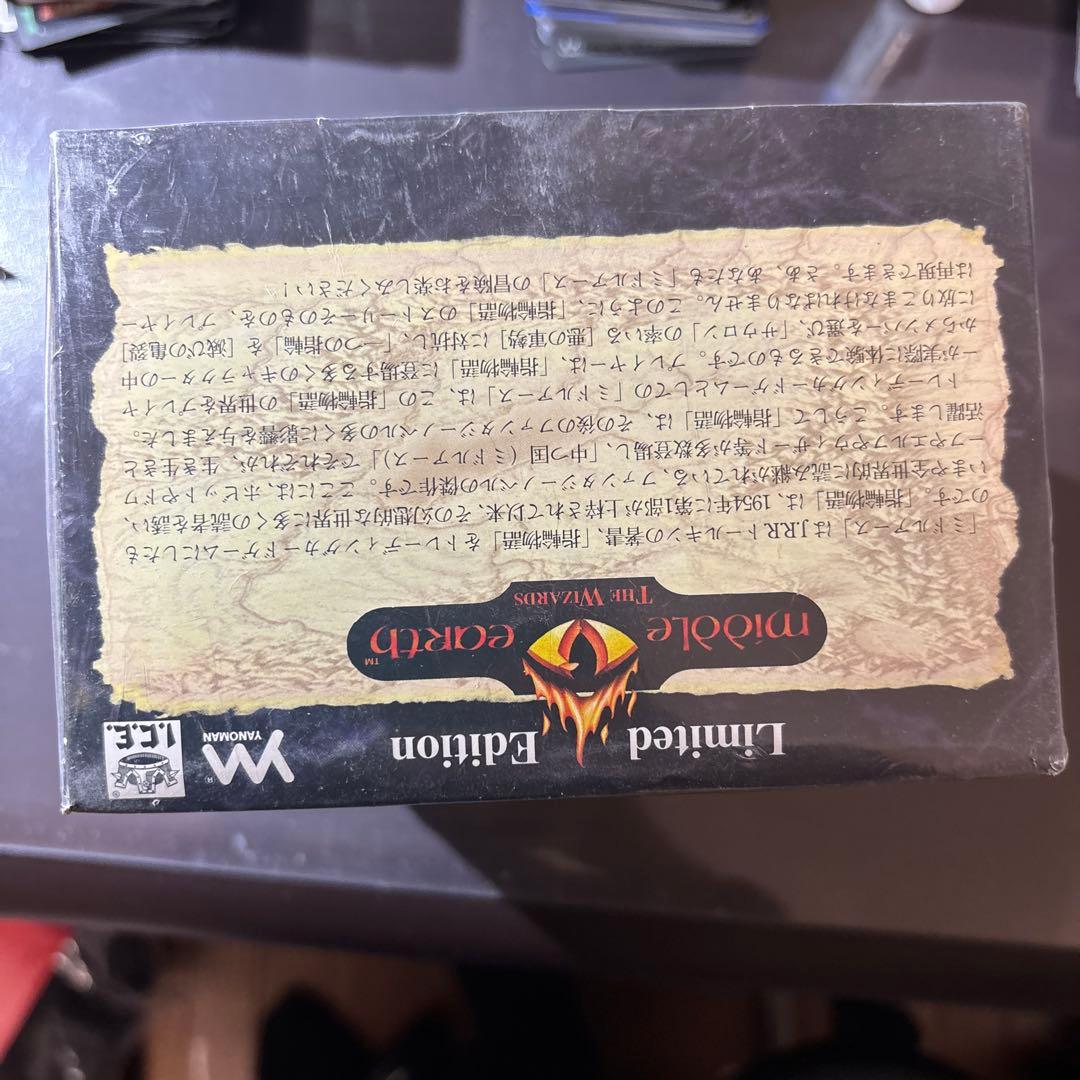 Limited Edition
middle earth™
THE WIZARDS
「ミドルアース」はJ.RR トールキンの著書、「指輪物語」をトレーディングカードゲームにしたも
のです。「指輪物語」は、1954年に第1部が上梓されて以来、その幻想的な世界に多くの読者を誘い、
いまや全世界的に読み継がれている、ファンタジーノベルの傑作です。ここには、ホビットやドワ
ーフやエルフやウィザード等が多数登場し、「中つ国（ミドルアース）」でそれぞれが、生き生きと
活躍します。こうして「指輪物語」は、その後のファンタジーノベルの多くに影響を与えました。
トレーディングカードゲームとしての「ミドルアース」は、この「指輪物語」の世界をプレイヤ
ーが実際に体験できるものです。プレイヤーは、「指輪物語」に登場する多くのキャラクターの中
からメンバーを選び、「サウロン」の率いる「悪の軍勢」に対抗し、「一つの指輪」を「滅びの亀裂」
に放りこまなければなりません。このように、「指輪物語」のストーリーそのものを、プレイヤー
は再現できます。さあ、あなたも「ミドルアース」の冒険をお楽しみください！
YM
YANOMAN
®
I.C.E.
®